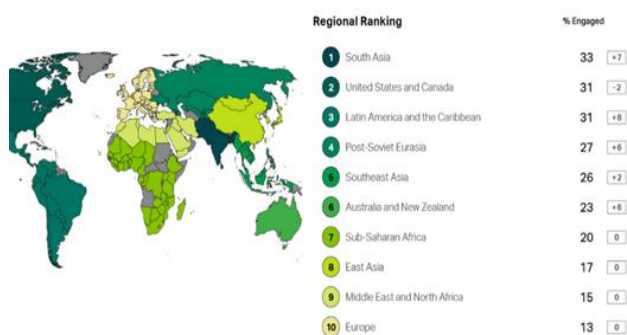 Regional Ranking % Engaged
1 South Asia 33 +7
2 United States and Canada 31 -2
3 Latin America and the Caribbean 31 +8
4 Post-Soviet Eurasia 27 +6
5 Southeast Asia 26 +2
6 Australia and New Zealand 23 +6
7 Sub-Saharan Africa 20 0
8 East Asia 17 0
9 Middle East and North Africa 15 0
10 Europe 13 0